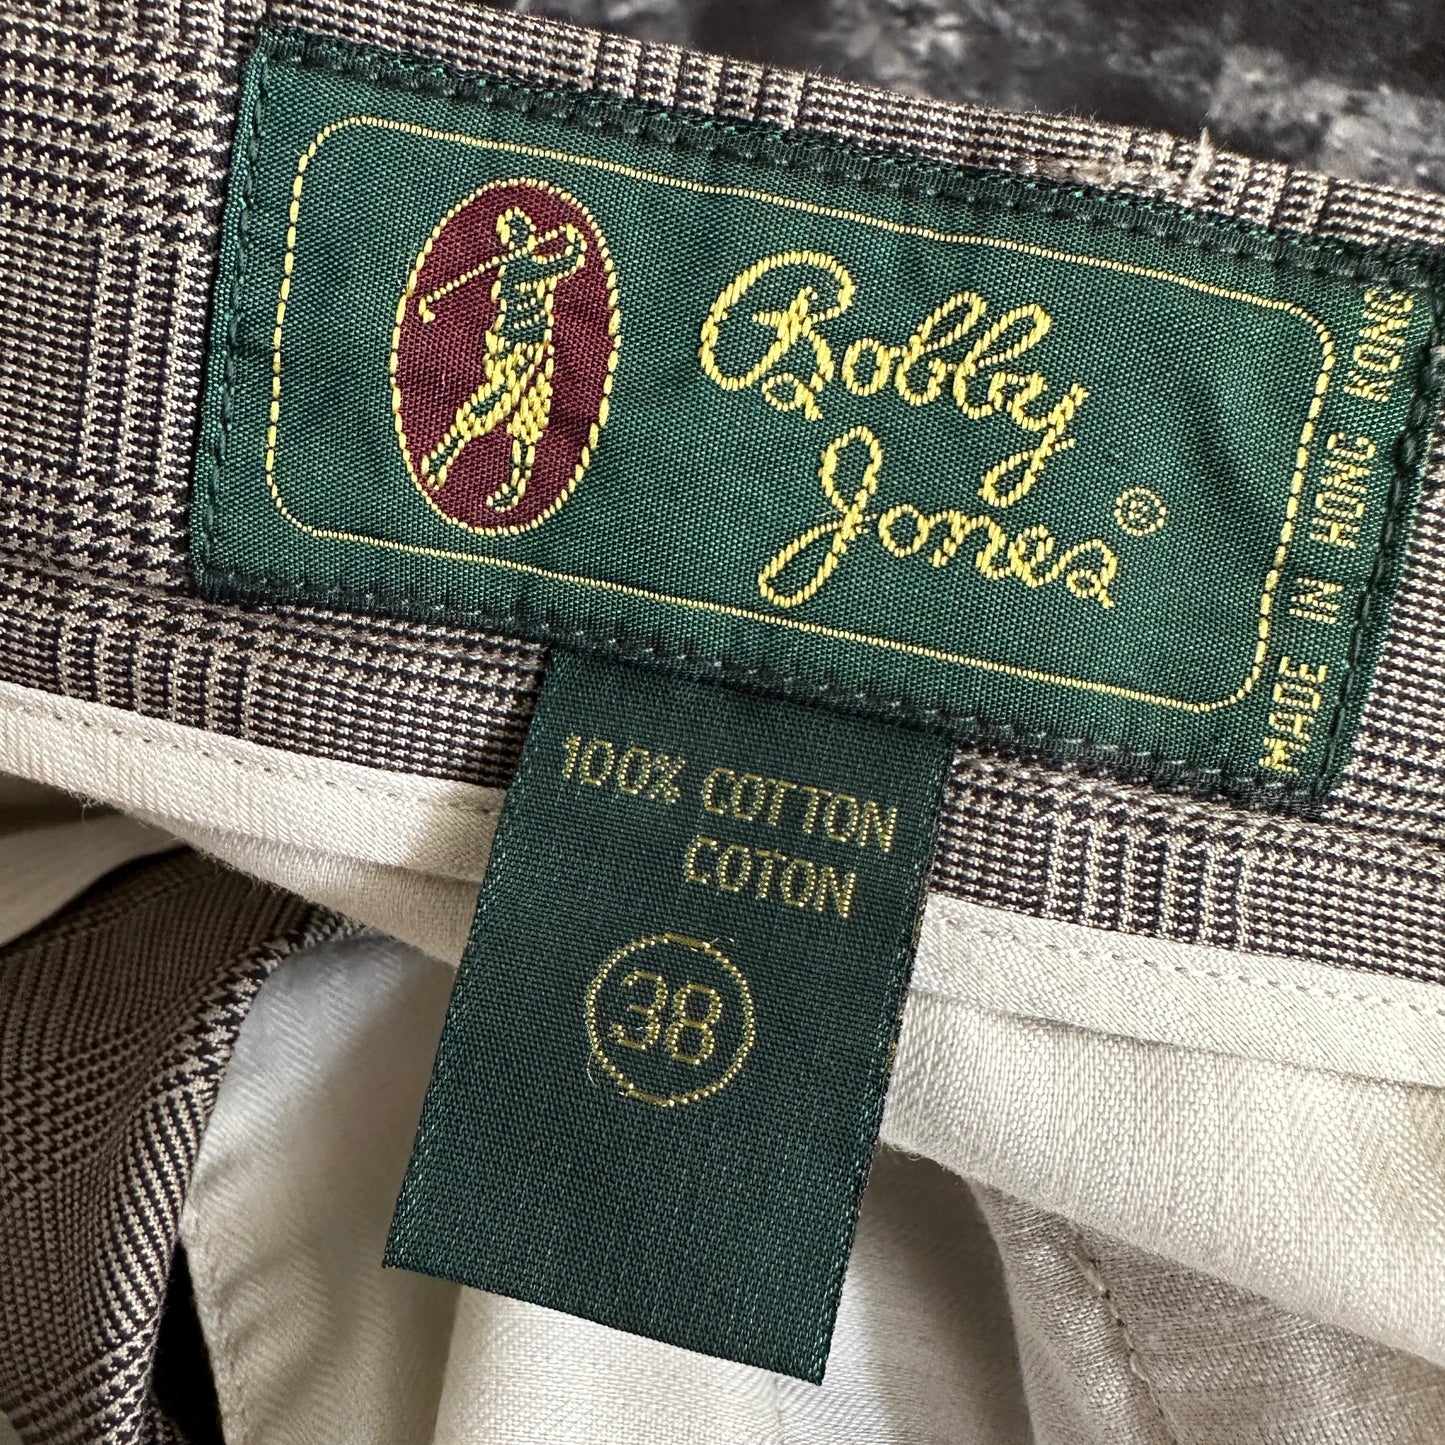 Bobby
Jones ®
MADE IN HONG KONG
100% COTTON
COTON
38